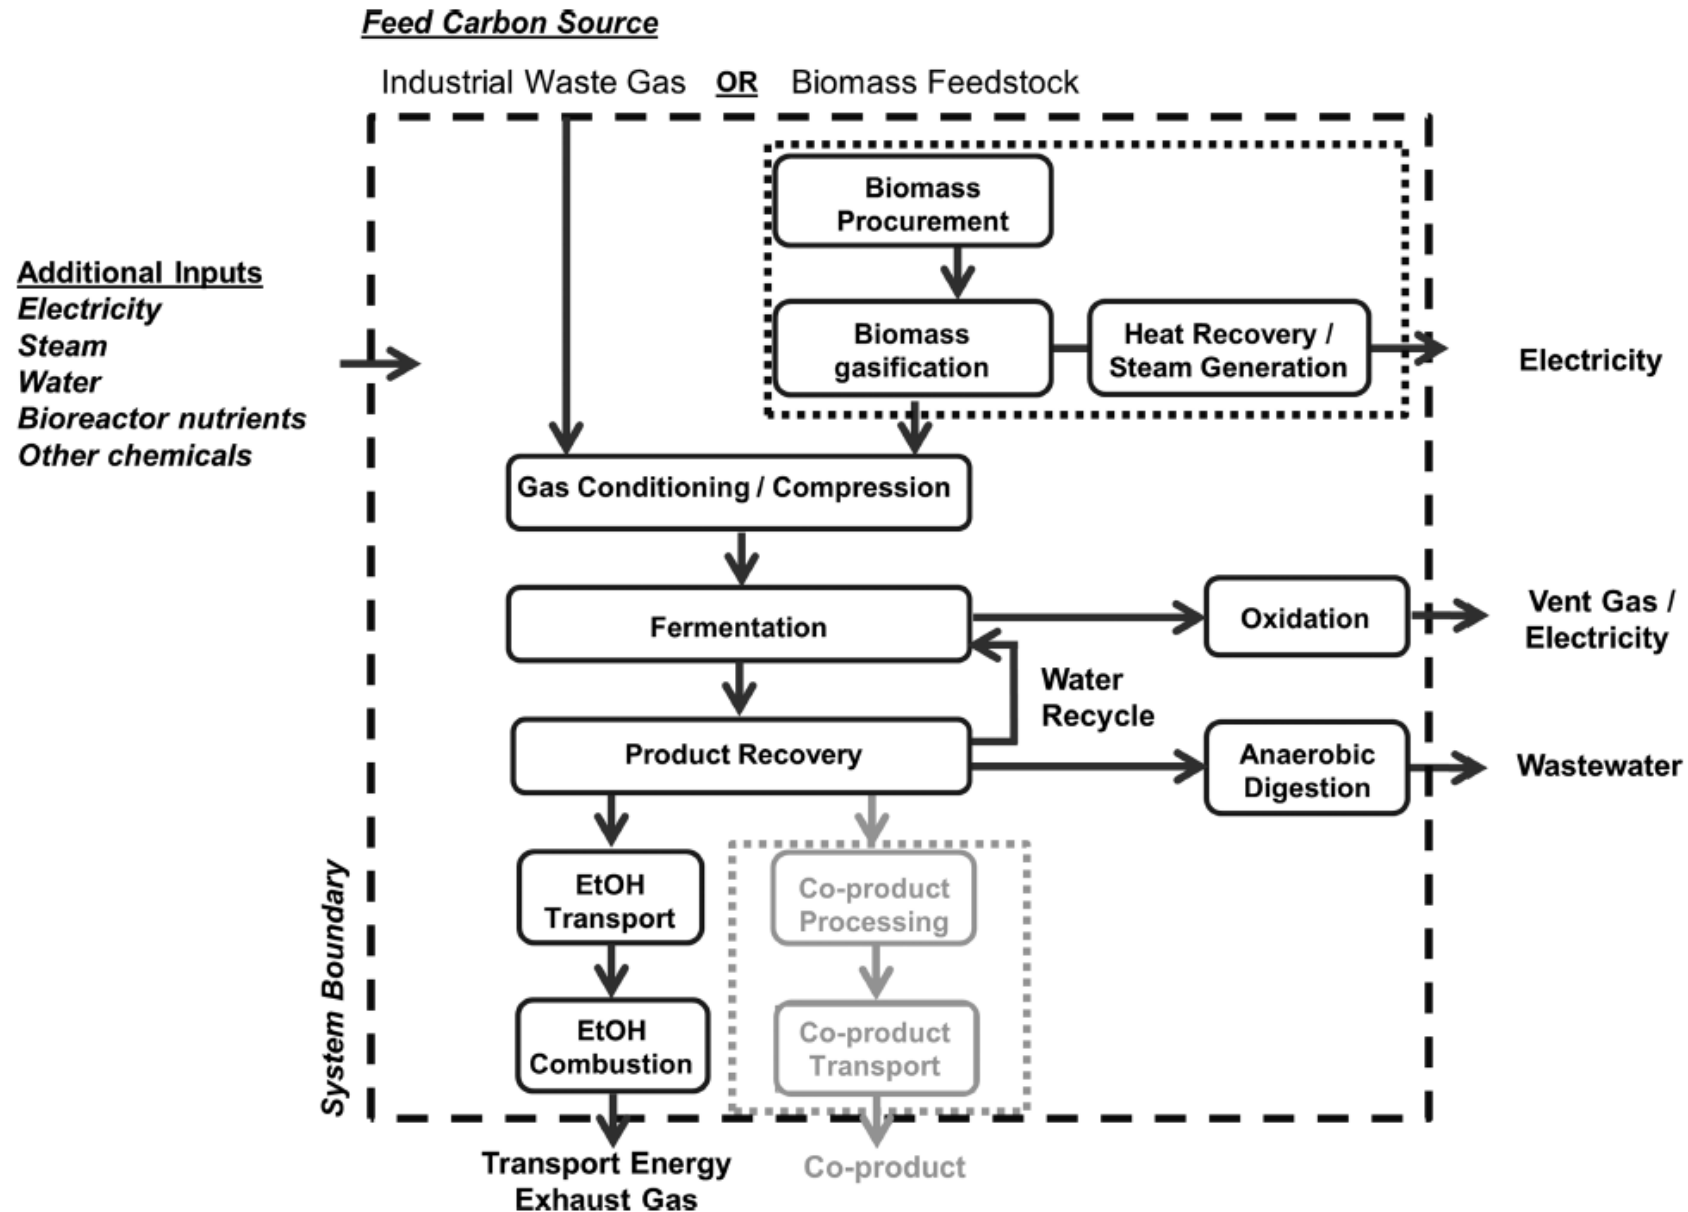 Feed Carbon Source
Industrial Waste Gas OR Biomass Feedstock
Biomass
Procurement
Additional Inputs
Electricity
Steam
Water
Bioreactor nutrients
Other chemicals
Biomass
gasification
Heat Recovery /
Steam Generation
Electricity
Gas Conditioning / Compression
Fermentation
Oxidation
Vent Gas /
Electricity
Water
Recycle
Product Recovery
Anaerobic
Digestion
Wastewater
System Boundary
EtOH
Transport
Co-product
Processing
EtOH
Combustion
Co-product
Transport
Transport Energy
Exhaust Gas
Co-product